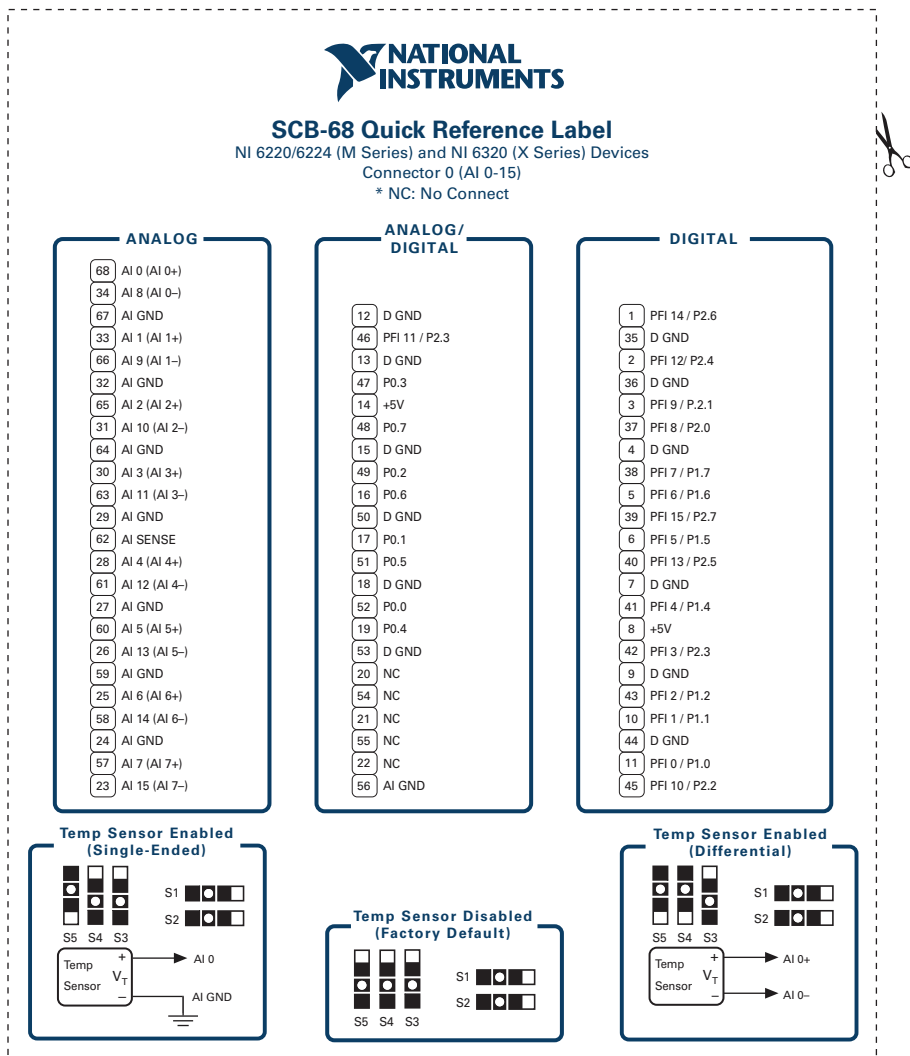 NATIONAL
INSTRUMENTS
SCB-68 Quick Reference Label
NI 6220/6224 (M Series) and NI 6320 (X Series) Devices
Connector 0 (AI 0-15)
* NC: No Connect
ANALOG
68 AI 0 (AI 0+)
34 AI 8 (AI 0–)
67 AI GND
33 AI 1 (AI 1+)
66 AI 9 (AI 1–)
32 AI GND
65 AI 2 (AI 2+)
31 AI 10 (AI 2–)
64 AI GND
30 AI 3 (AI 3+)
63 AI 11 (AI 3–)
29 AI GND
62 AI SENSE
28 AI 4 (AI 4+)
61 AI 12 (AI 4–)
27 AI GND
60 AI 5 (AI 5+)
26 AI 13 (AI 5–)
59 AI GND
25 AI 6 (AI 6+)
58 AI 14 (AI 6–)
24 AI GND
57 AI 7 (AI 7+)
23 AI 15 (AI 7–)
ANALOG/
DIGITAL
12 D GND
46 PFI 11 / P2.3
13 D GND
47 P0.3
14 +5V
48 P0.7
15 D GND
49 P0.2
16 P0.6
50 D GND
17 P0.1
51 P0.5
18 D GND
52 P0.0
19 P0.4
53 D GND
20 NC
54 NC
21 NC
55 NC
22 NC
56 AI GND
DIGITAL
1 PFI 14 / P2.6
35 D GND
2 PFI 12/ P2.4
36 D GND
3 PFI 9 / P.2.1
37 PFI 8 / P2.0
4 D GND
38 PFI 7 / P1.7
5 PFI 6 / P1.6
39 PFI 15 / P2.7
6 PFI 5 / P1.5
40 PFI 13 / P2.5
7 D GND
41 PFI 4 / P1.4
8 +5V
42 PFI 3 / P2.3
9 D GND
43 PFI 2 / P1.2
10 PFI 1 / P1.1
44 D GND
11 PFI 0 / P1.0
45 PFI 10 / P2.2
Temp Sensor Enabled
(Single-Ended)
S1
S2
S5 S4 S3
Temp
Sensor
VT
+
–
AI 0
AI GND
Temp Sensor Disabled
(Factory Default)
S1
S2
S5 S4 S3
Temp Sensor Enabled
(Differential)
S1
S2
S5 S4 S3
Temp
Sensor
VT
+
–
AI 0+
AI 0–